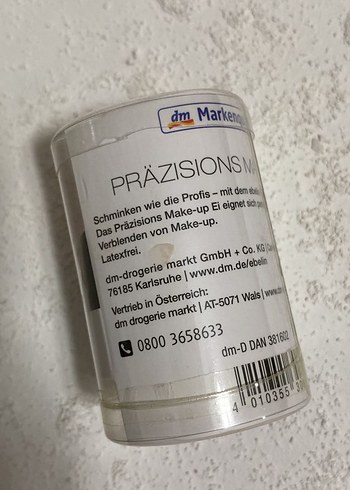 dm
PRÄZISIONS
Schminken wie die Profis – mit dem
Das Präzisions Make-up Ei eignet sich
Verblenden von Make-up.
Latexfrei.
dm-drogerie markt GmbH + Co. KG
76185 Karlsruhe | www.dm.de/ebelin
Vertrieb in Österreich:
dm drogerie markt | AT-5071 Wals
0800 3658633
dm-D DAN 381602
4 010355